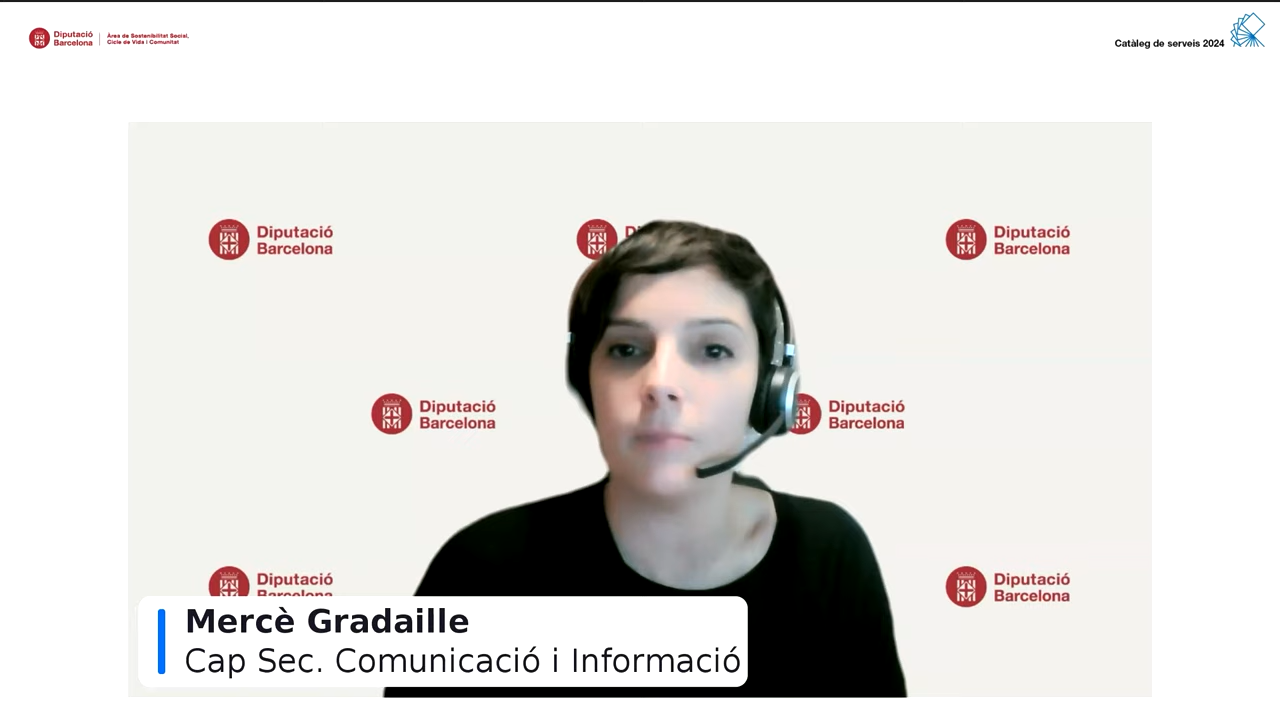 Diputació
Barcelona
Àrea de Sostenibilitat Social,
Cicle de Vida i Comunitat
Catàleg de serveis 2024
Diputació
Barcelona
D
Diputació
Barcelona
Diputació
Barcelona
Diputació
Barcelona
Diputació
Barcelona
Diputació
Barcelona
Mercè Gradaille
Cap Sec. Comunicació i Informació